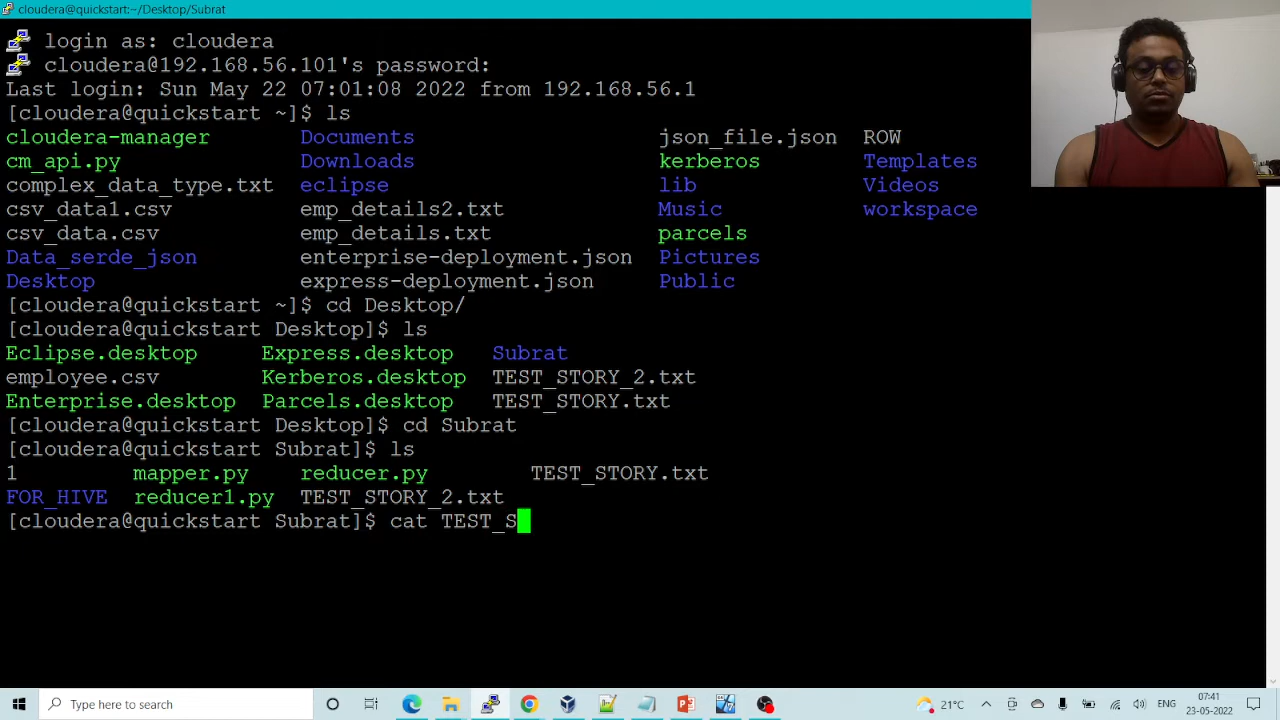 cloudera@quickstart:~/Desktop/Subrat
login as: cloudera
cloudera@192.168.56.101's password:
Last login: Sun May 22 07:01:08 2022 from 192.168.56.1
[cloudera@quickstart ~]$ ls
cloudera-manager Documents json_file.json ROW
cm_api.py Downloads kerberos Templates
complex_data_type.txt eclipse lib Videos
csv_data1.csv emp_details2.txt Music workspace
csv_data.csv emp_details.txt parcels
Data_serde_json enterprise-deployment.json Pictures
Desktop express-deployment.json Public
[cloudera@quickstart ~]$ cd Desktop/
[cloudera@quickstart Desktop]$ ls
Eclipse.desktop Express.desktop Subrat
employee.csv Kerberos.desktop TEST_STORY_2.txt
Enterprise.desktop Parcels.desktop TEST_STORY.txt
[cloudera@quickstart Desktop]$ cd Subrat
[cloudera@quickstart Subrat]$ ls
1 mapper.py reducer.py TEST_STORY.txt
FOR_HIVE reducer1.py TEST_STORY_2.txt
[cloudera@quickstart Subrat]$ cat TEST_S
Type here to search
21°C
ENG
07:41
23-05-2022